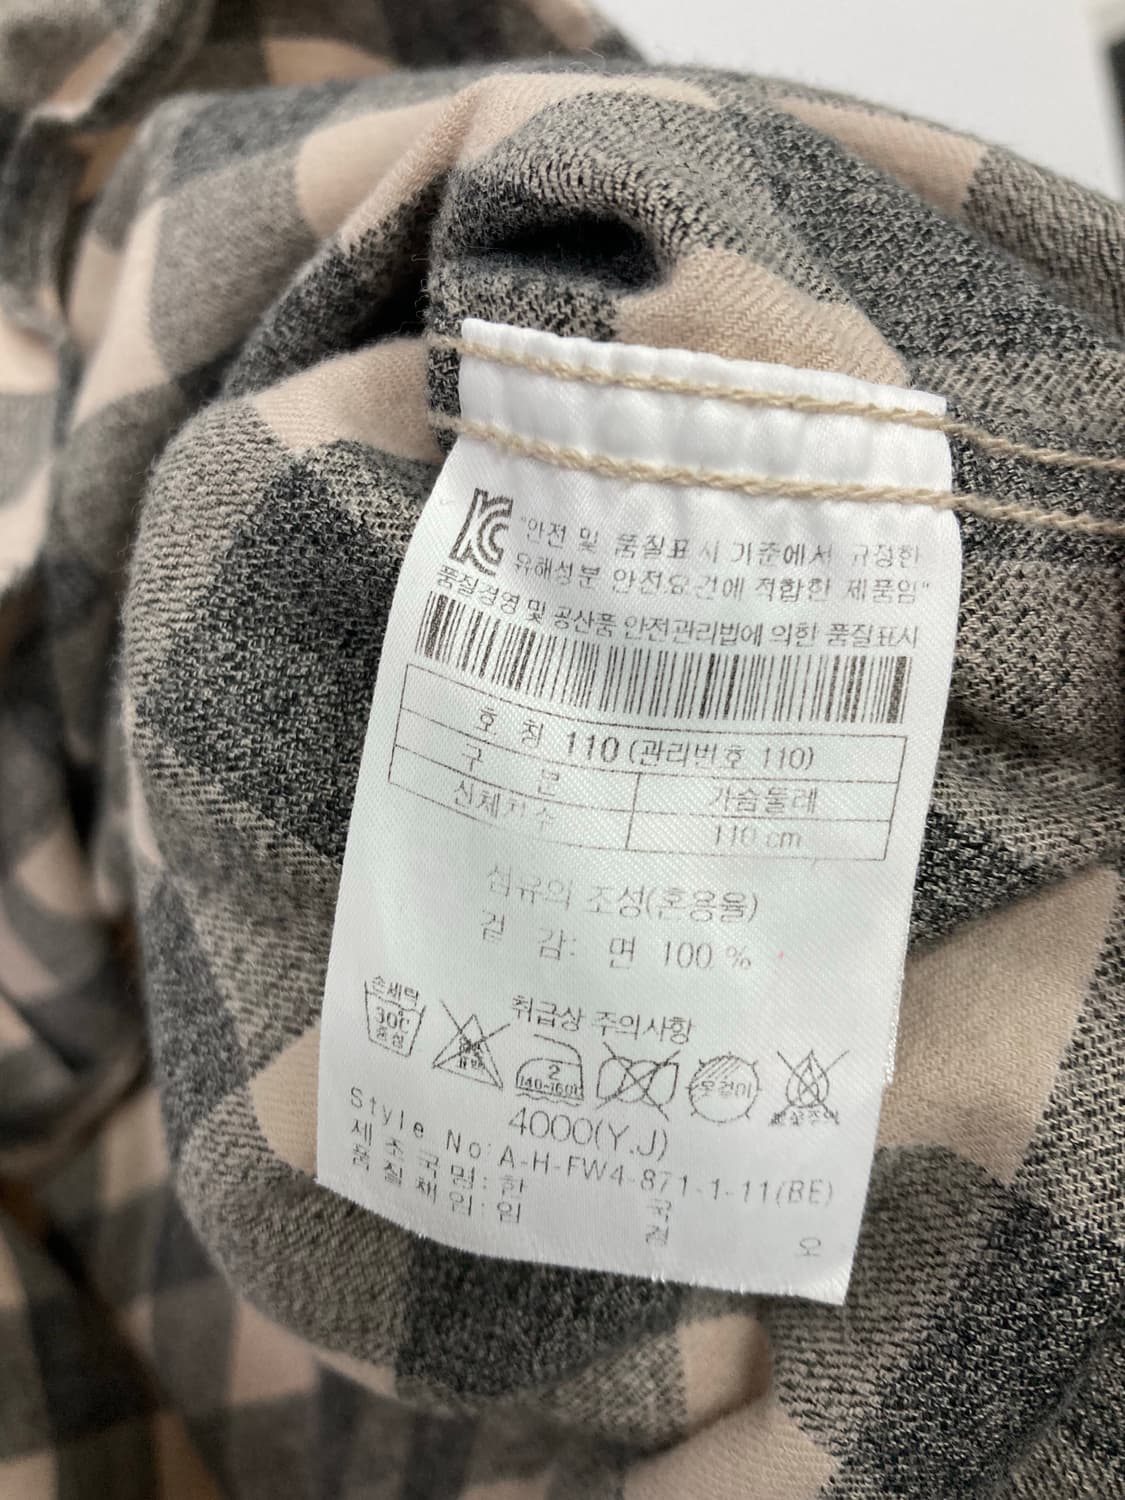 "안전 및 품질표시 기준에서 규정한
유해성분 안전요건에 적합한 제품임"
품질경영 및 공산품 안전관리법에 의한 품질표시
호 칭 110 (관리번호 110)
구 분 가슴둘레
신체치수 110 cm
섬유의 조성(혼용율)
겉 감: 면 100 %
취급상 주의사항
손세탁
30℃
중성
2
140-160℃
옷걸이
4000(Y.J)
Style No: A-H-FW4-871-1-11(BE)
제조국명: 한 국
품질책임: 임 오